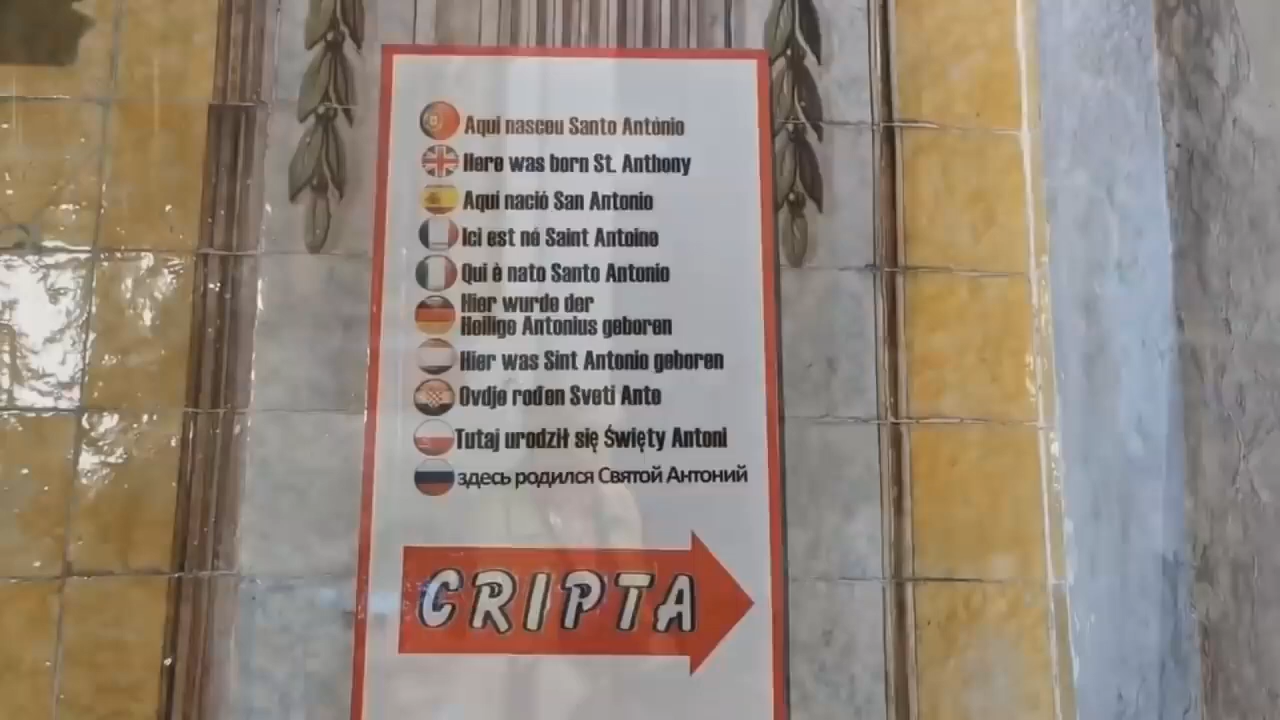 Aqui nasceu Santo António
Here was born St. Anthony
Aqui nació San Antonio
Ici est né Saint Antoine
Qui è nato Santo Antonio
Hier wurde der
Heilige Antonius geboren
Hier was Sint Antonio geboren
Ovdje rođen Sveti Anto
Tutaj urodził się Święty Antoni
здесь родился Святой Антоний
CRIPTA